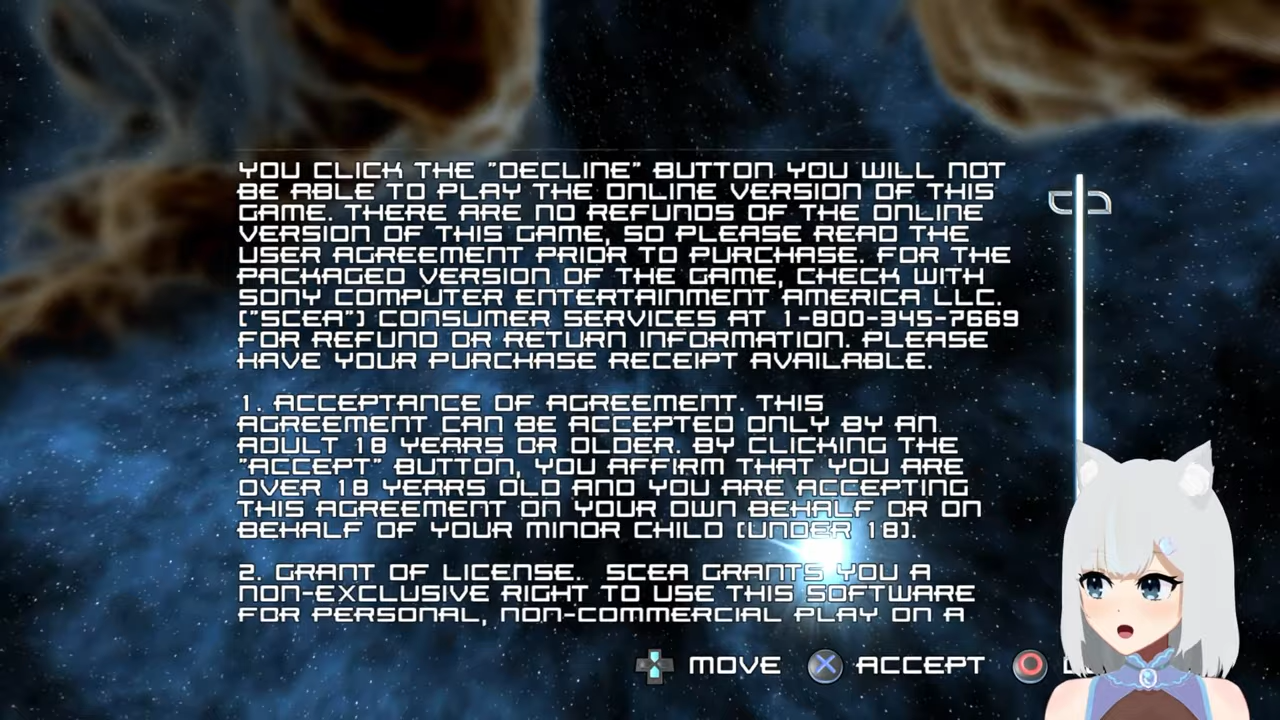 YOU CLICK THE "DECLINE" BUTTON YOU WILL NOT
BE ABLE TO PLAY THE ONLINE VERSION OF THIS
GAME. THERE ARE NO REFUNDS OF THE ONLINE
VERSION OF THIS GAME, SO PLEASE READ THE
USER AGREEMENT PRIOR TO PURCHASE. FOR THE
PACKAGED VERSION OF THE GAME, CHECK WITH
SONY COMPUTER ENTERTAINMENT AMERICA LLC.
("SCEA") CONSUMER SERVICES AT 1-800-345-7669
FOR REFUND OR RETURN INFORMATION. PLEASE
HAVE YOUR PURCHASE RECEIPT AVAILABLE.
1. ACCEPTANCE OF AGREEMENT. THIS
AGREEMENT CAN BE ACCEPTED ONLY BY AN
ADULT 18 YEARS OR OLDER. BY CLICKING THE
"ACCEPT" BUTTON, YOU AFFIRM THAT YOU ARE
OVER 18 YEARS OLD AND YOU ARE ACCEPTING
THIS AGREEMENT ON YOUR OWN BEHALF OR ON
BEHALF OF YOUR MINOR CHILD (UNDER 18).
2. GRANT OF LICENSE. SCEA GRANTS YOU A
NON-EXCLUSIVE RIGHT TO USE THIS SOFTWARE
FOR PERSONAL, NON-COMMERCIAL PLAY ON A
MOVE ACCEPT